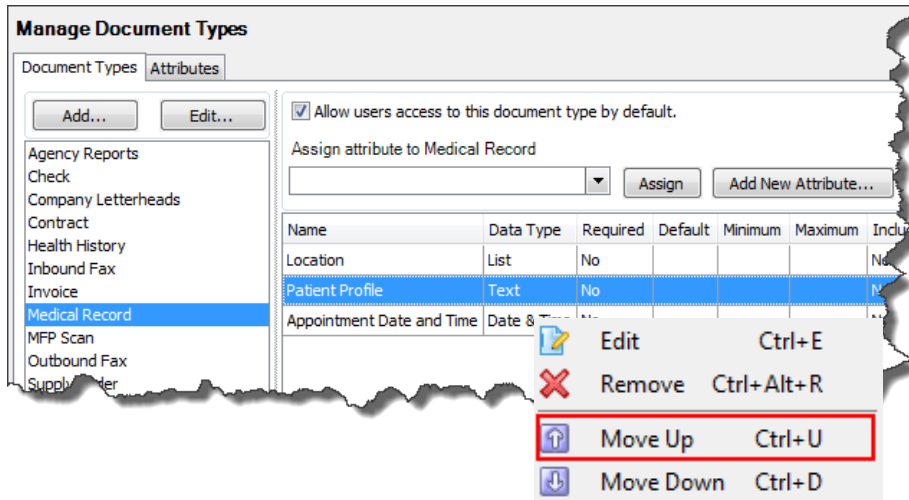 Manage Document Types
Document Types Attributes
Add... Edit...
Allow users access to this document type by default.
Agency Reports
Check
Company Letterheads
Contract
Health History
Inbound Fax
Invoice
Medical Record
MFP Scan
Outbound Fax
Supply
Assign attribute to Medical Record
Assign Add New Attribute...
Name Data Type Required Default Minimum Maximum
Location List No
Patient Profile Text No
Appointment Date and Time Date &
Edit Ctrl+E
Remove Ctrl+Alt+R
Move Up Ctrl+U
Move Down Ctrl+D